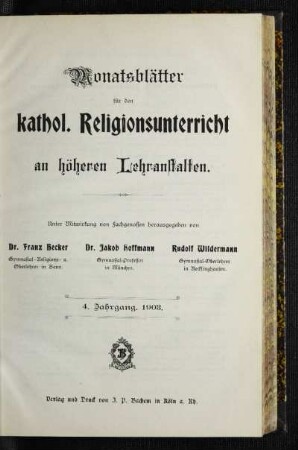 Monatsblätter
für den
kathol. Religionsunterricht
an höheren Lehranstalten.
Unter Mitwirkung von Fachgenossen herausgegeben von
Dr. Franz Becker Dr. Jakob Hoffmann Rudolf Wildermann
Gymnasial-Religions- u. Gymnasial-Professor Gymnasial-Oberlehrer
Oberlehrer in Bonn. in München. in Recklinghausen.
4. Jahrgang. 1903.
B
Verlag und Druck von J. P. Bachem in Köln a. Rh.